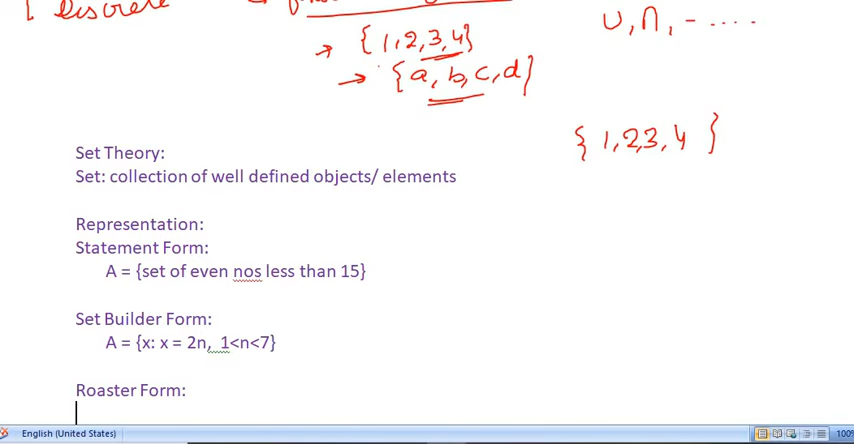 Discrete
U, ∩, - ....
→ { 1, 2, 3, 4}
→ { a, b, c, d}
{ 1, 2, 3, 4 }
Set Theory:
Set: collection of well defined objects/ elements
Representation:
Statement Form:
A = {set of even nos less than 15}
Set Builder Form:
A = {x: x = 2n, 1<n<7}
Roaster Form:
English (United States)